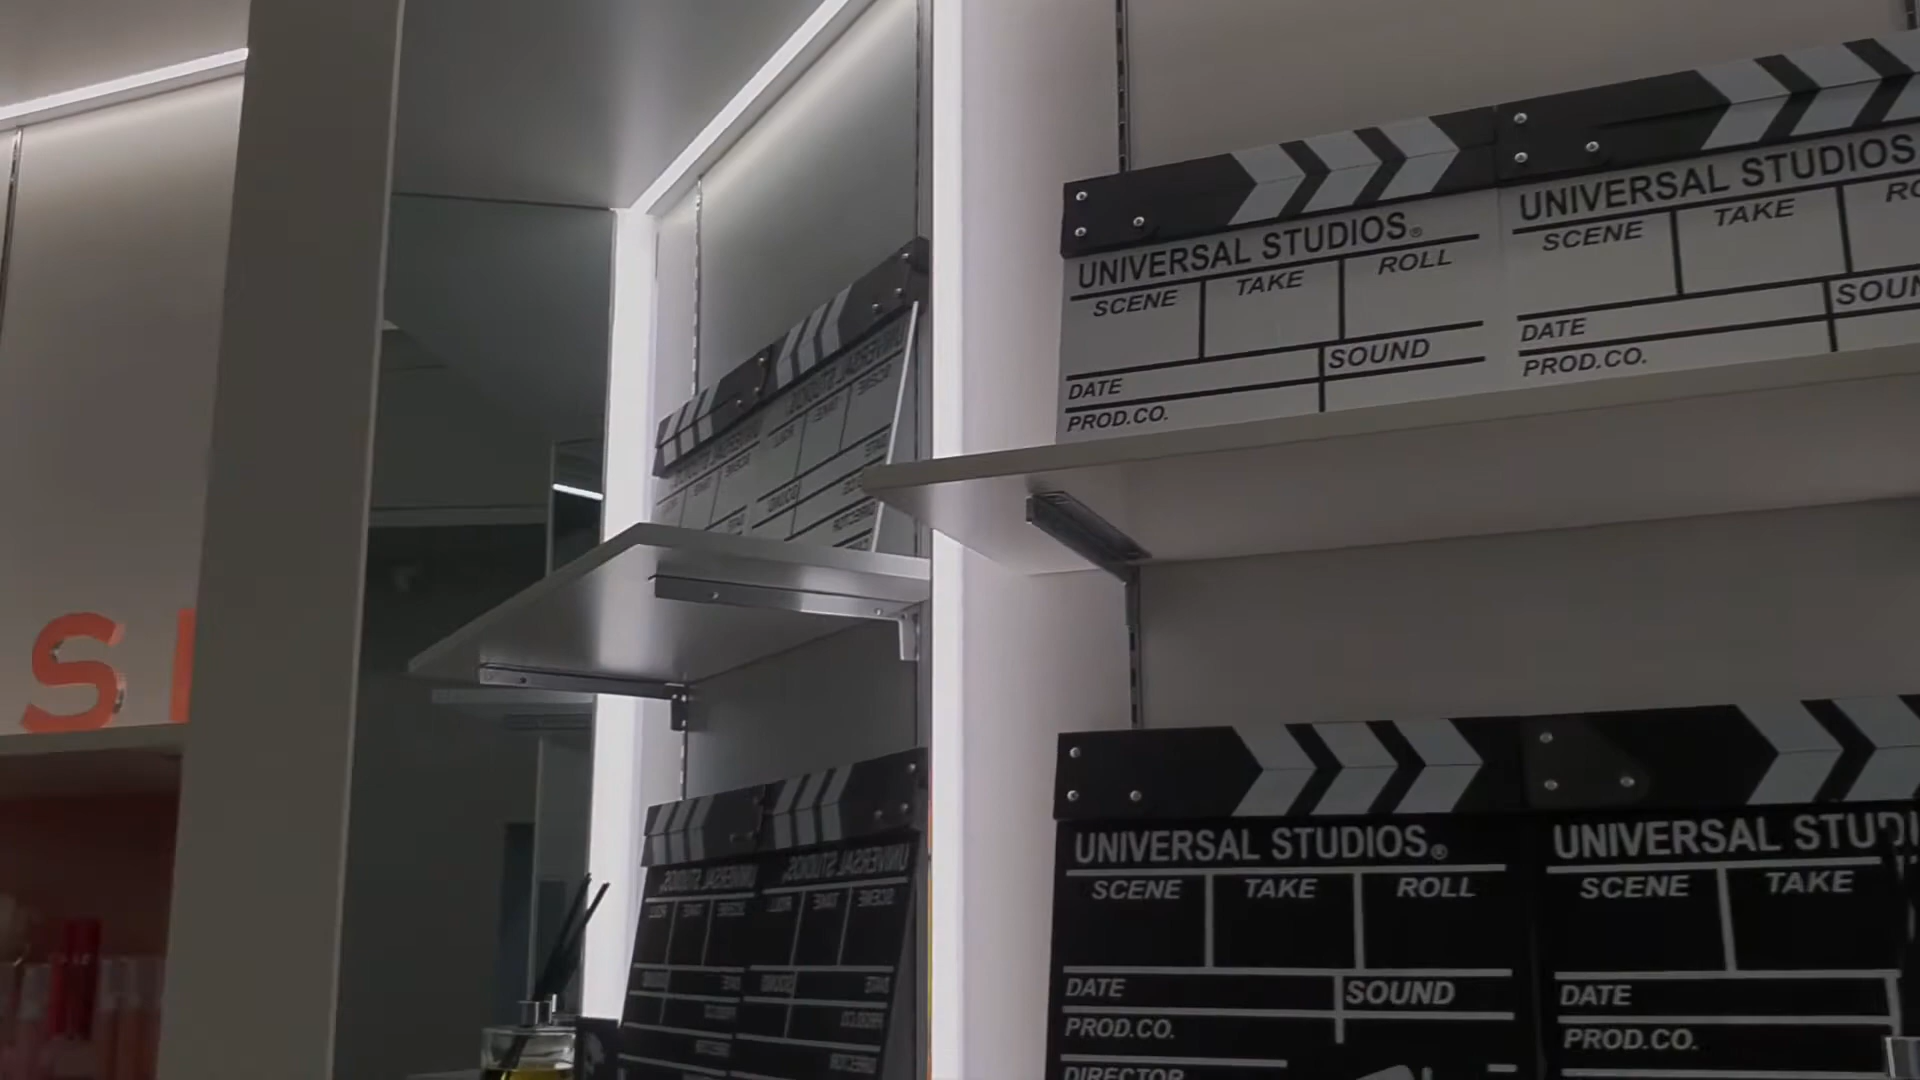 S
UNIVERSAL STUDIOS®
SCENE TAKE ROLL
DATE SOUND
PROD.CO.
UNIVERSAL STUDIOS
SCENE TAKE
DATE
PROD.CO.
UNIVERSAL STUDIOS®
SCENE TAKE ROLL
DATE SOUND
PROD.CO.
DIRECTOR
UNIVERSAL
SCENE TAKE
DATE
PROD.CO.